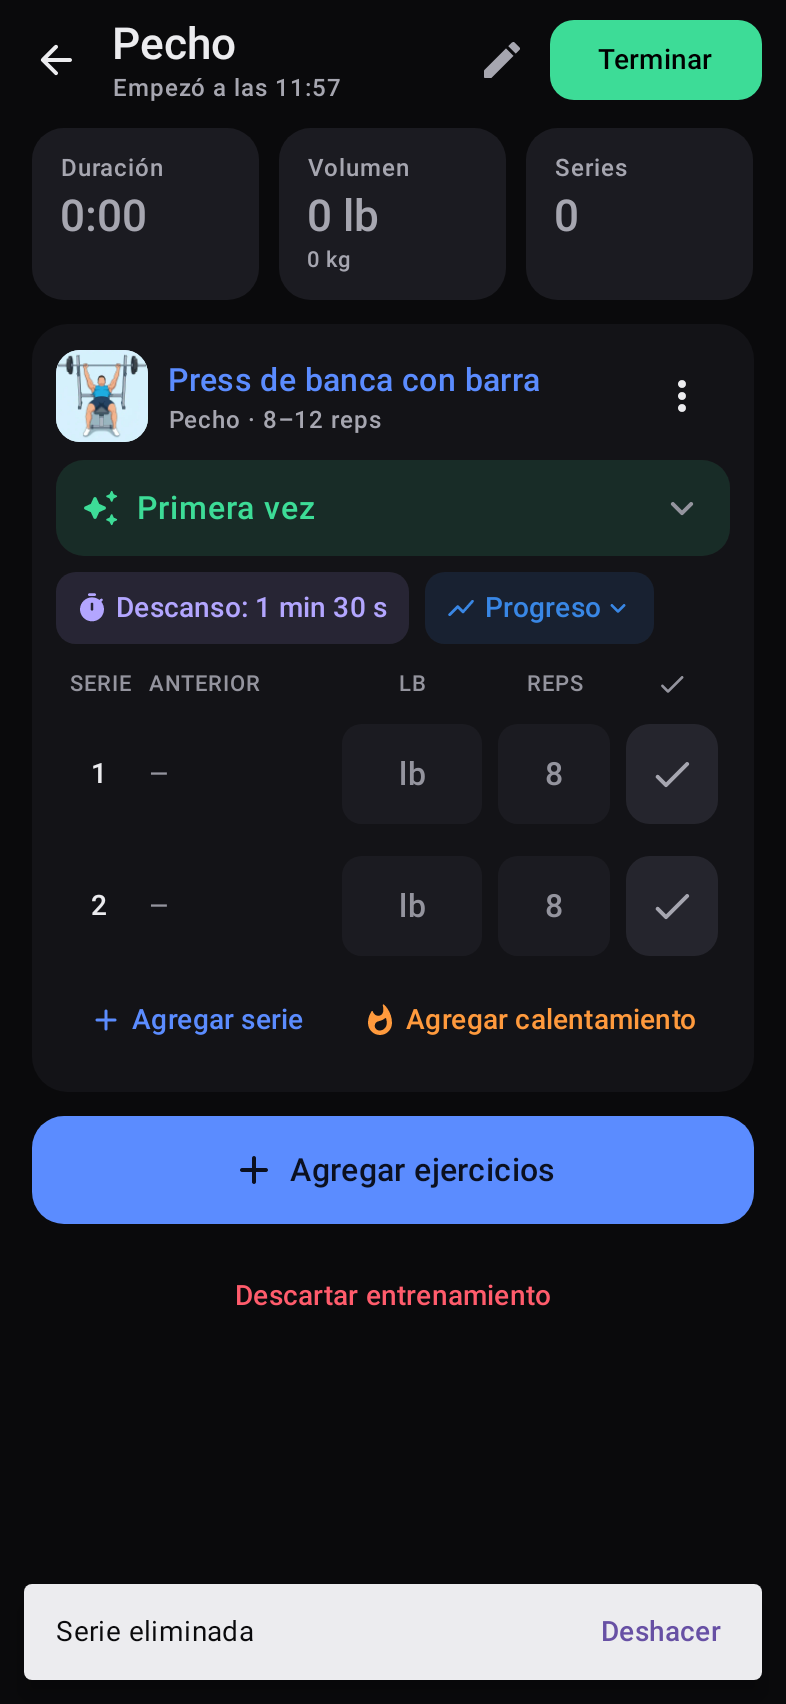 Pecho
Empezó a las 11:57
Terminar
Duración
0:00
Volumen
0 lb
0 kg
Series
0
Press de banca con barra
Pecho · 8–12 reps
Primera vez
Descanso: 1 min 30 s
Progreso
SERIE ANTERIOR LB REPS
1 – lb 8
2 – lb 8
Agregar serie
Agregar calentamiento
Agregar ejercicios
Descartar entrenamiento
Serie eliminada
Deshacer